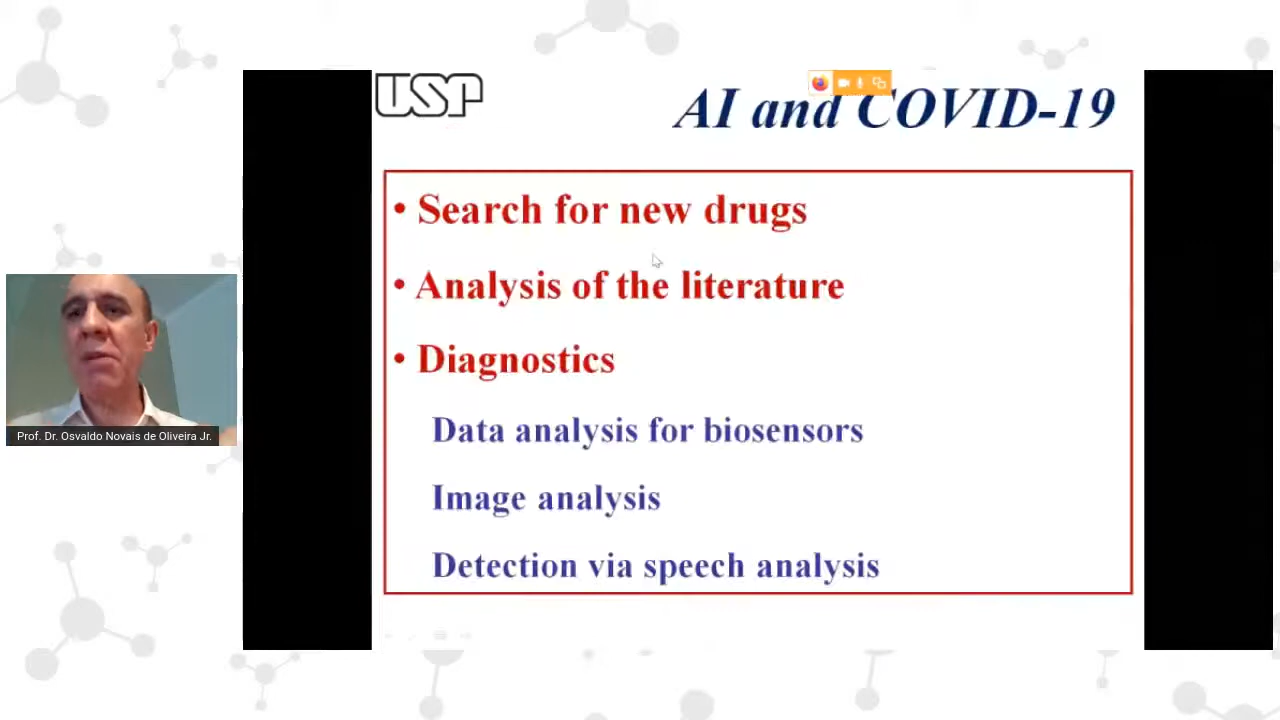 USP
AI and COVID-19
• Search for new drugs
• Analysis of the literature
• Diagnostics
Data analysis for biosensors
Image analysis
Detection via speech analysis
Prof. Dr. Osvaldo Novais de Oliveira Jr.